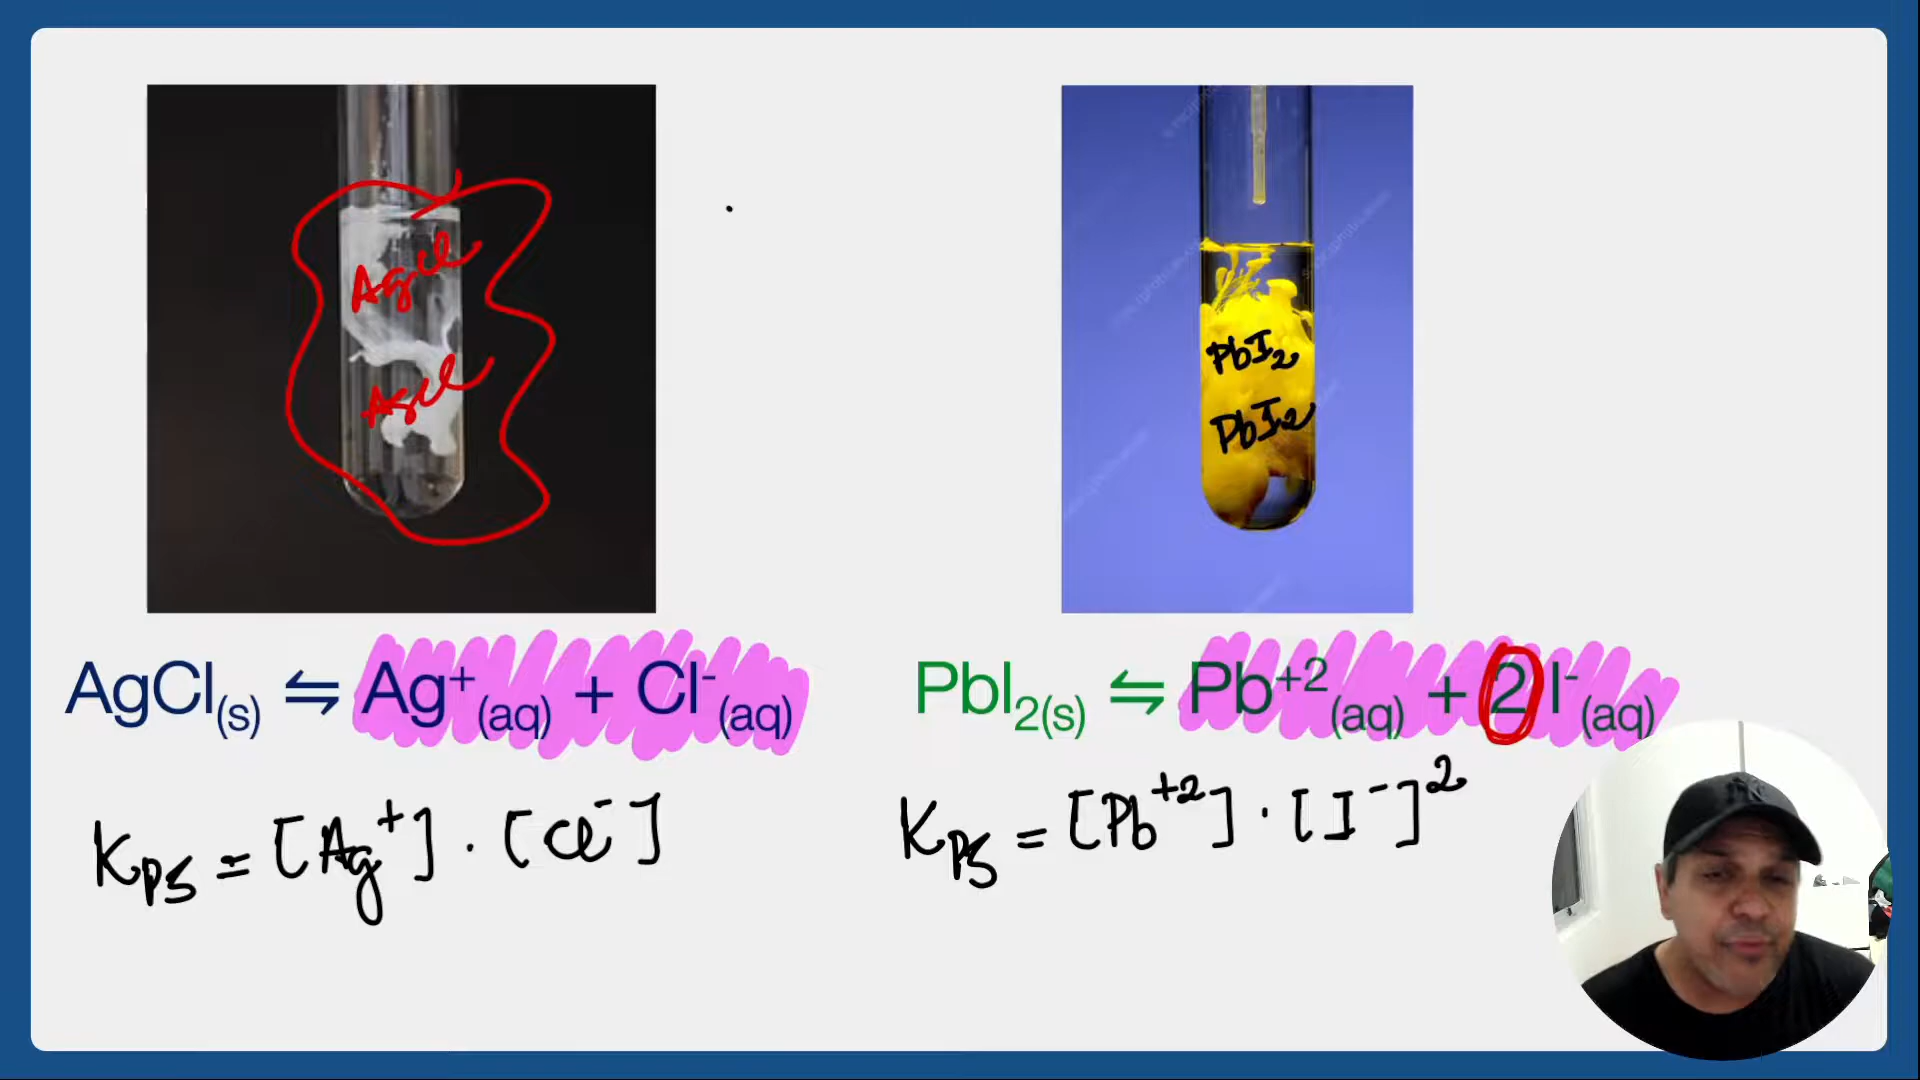 AgCl
AgCl
PbI₂
PbI₂
AgCl(s) ⇋ Ag⁺(aq) + Cl⁻(aq)
PbI₂(s) ⇋ Pb⁺²(aq) + 2 I⁻(aq)
KPS = [Ag⁺] · [Cl⁻]
KPS = [Pb⁺²] · [I⁻]²